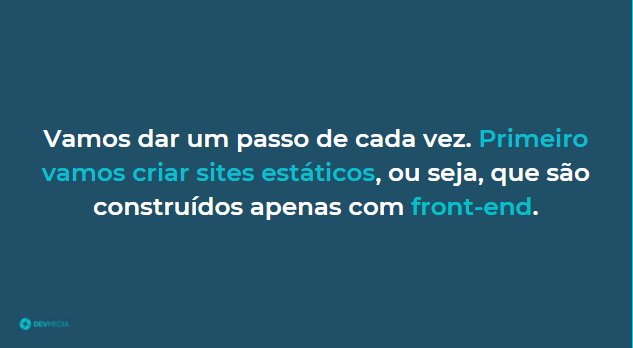 Vamos dar um passo de cada vez. Primeiro
vamos criar sites estáticos, ou seja, que são
construídos apenas com front-end.
DEVMEDIA